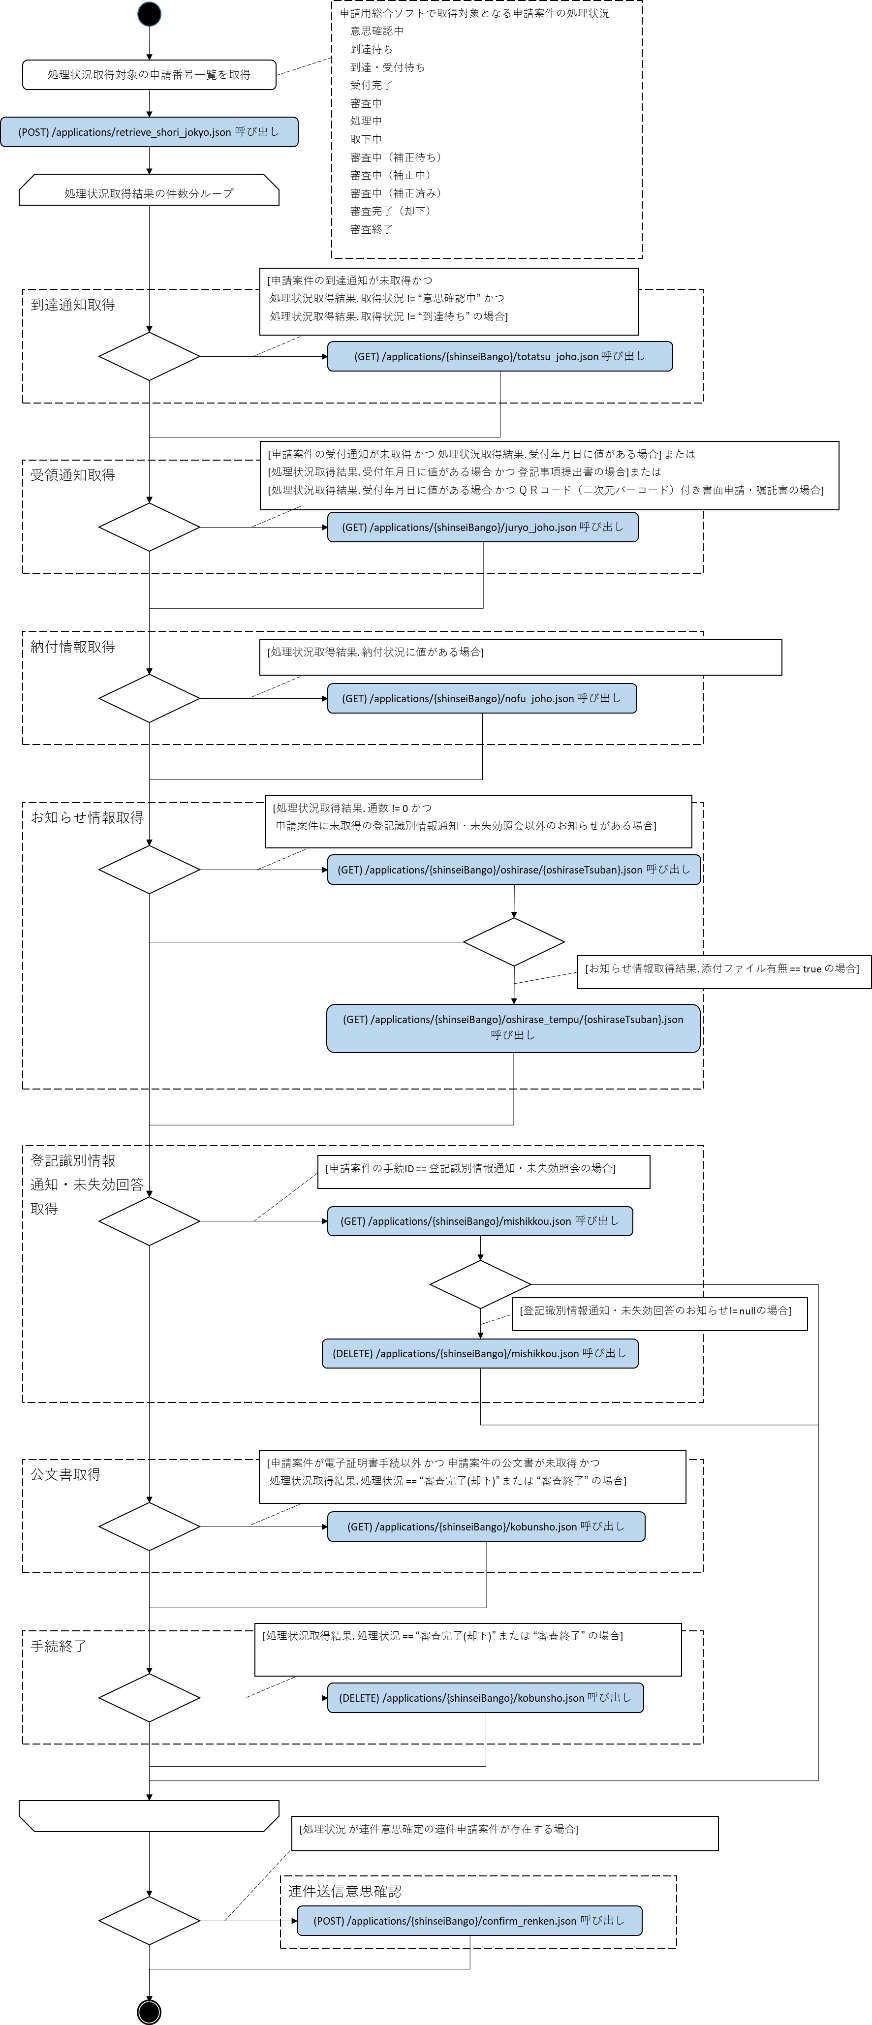 申請用総合ソフトで取得対象となる申請案件の処理状況
意思確認中
到達待ち
到達・受付待ち
受付完了
審査中
処理中
取下中
審査中（補正待ち）
審査中（補正中）
審査中（補正済み）
審査完了（却下）
審査終了
処理状況取得対象の申請番号一覧を取得
(POST) /applications/retrieve_shori_jokyo.json 呼び出し
処理状況取得結果の件数分ループ
到達通知取得
[申請案件の到達通知が未取得かつ
処理状況取得結果.取得状況 != “意思確認中” かつ
処理状況取得結果.取得状況 != “到達待ち” の場合]
(GET) /applications/{shinseiBango}/totatsu_joho.json 呼び出し
受領通知取得
[申請案件の受付通知が未取得 かつ 処理状況取得結果.受付年月日に値がある場合] または
[処理状況取得結果.受付年月日に値がある場合 かつ 登記事項提出書の場合]または
[処理状況取得結果.受付年月日に値がある場合 かつ ＱＲコード（二次元バーコード）付き書面申請・嘱託書の場合]
(GET) /applications/{shinseiBango}/juryo_joho.json 呼び出し
納付情報取得
[処理状況取得結果.納付状況に値がある場合]
(GET) /applications/{shinseiBango}/nofu_joho.json 呼び出し
お知らせ情報取得
[処理状況取得結果.通数 != 0 かつ
申請案件に未取得の登記識別情報通知・未失効照会以外のお知らせがある場合]
(GET) /applications/{shinseiBango}/oshirase/{oshiraseTsuban}.json 呼び出し
[お知らせ情報取得結果.添付ファイル有無 == true の場合]
(GET) /applications/{shinseiBango}/oshirase_tempu/{oshiraseTsuban}.json
呼び出し
登記識別情報
通知・未失効回答
取得
[申請案件の手続ID == 登記識別情報通知・未失効照会の場合]
(GET) /applications/{shinseiBango}/mishikkou.json 呼び出し
[登記識別情報通知・未失効回答のお知らせ!= nullの場合]
(DELETE) /applications/{shinseiBango}/mishikkou.json 呼び出し
公文書取得
[申請案件が電子証明書手続以外 かつ 申請案件の公文書が未取得 かつ
処理状況取得結果.処理状況 == “審査完了(却下)” または “審査終了” の場合]
(GET) /applications/{shinseiBango}/kobunsho.json 呼び出し
手続終了
[処理状況取得結果.処理状況 == “審査完了(却下)” または “審査終了” の場合]
(DELETE) /applications/{shinseiBango}/kobunsho.json 呼び出し
[処理状況 が連件意思確定の連件申請案件が存在する場合]
連件送信意思確認
(POST) /applications/{shinseiBango}/confirm_renken.json 呼び出し